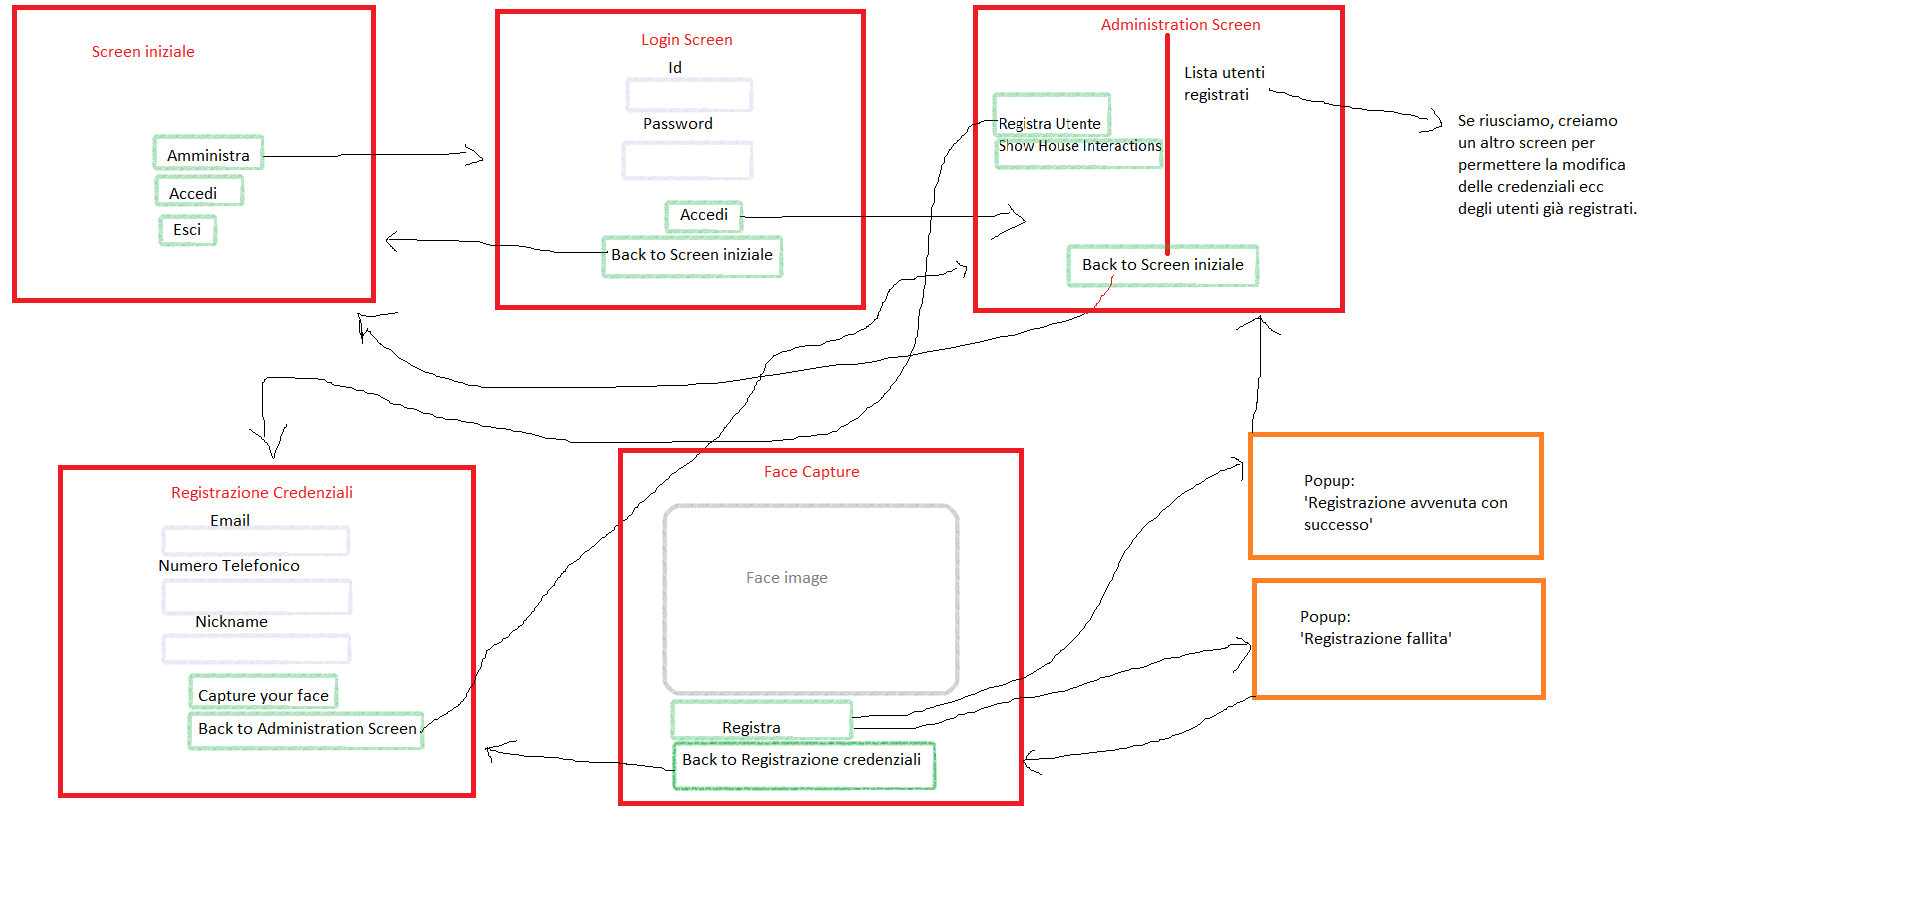 Screen iniziale
Amministra
Accedi
Esci
Login Screen
Id
Password
Accedi
Back to Screen iniziale
Administration Screen
Lista utenti
registrati
Registra Utente
Show House Interactions
Back to Screen iniziale
Se riusciamo, creiamo
un altro screen per
permettere la modifica
delle credenziali ecc
degli utenti già registrati.
Registrazione Credenziali
Email
Numero Telefonico
Nickname
Capture your face
Back to Administration Screen
Face Capture
Face image
Registra
Back to Registrazione credenziali
Popup:
'Registrazione avvenuta con
successo'
Popup:
'Registrazione fallita'